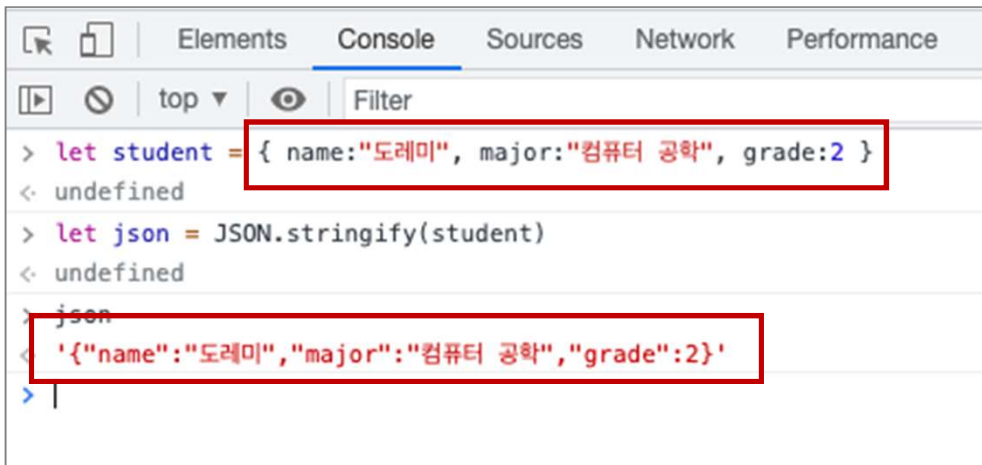 Elements Console Sources Network Performance
top ▼ Filter
> let student = { name:"도레미", major:"컴퓨터 공학", grade:2 }
<· undefined
> let json = JSON.stringify(student)
<· undefined
> json
<· '{"name":"도레미","major":"컴퓨터 공학","grade":2}'
>